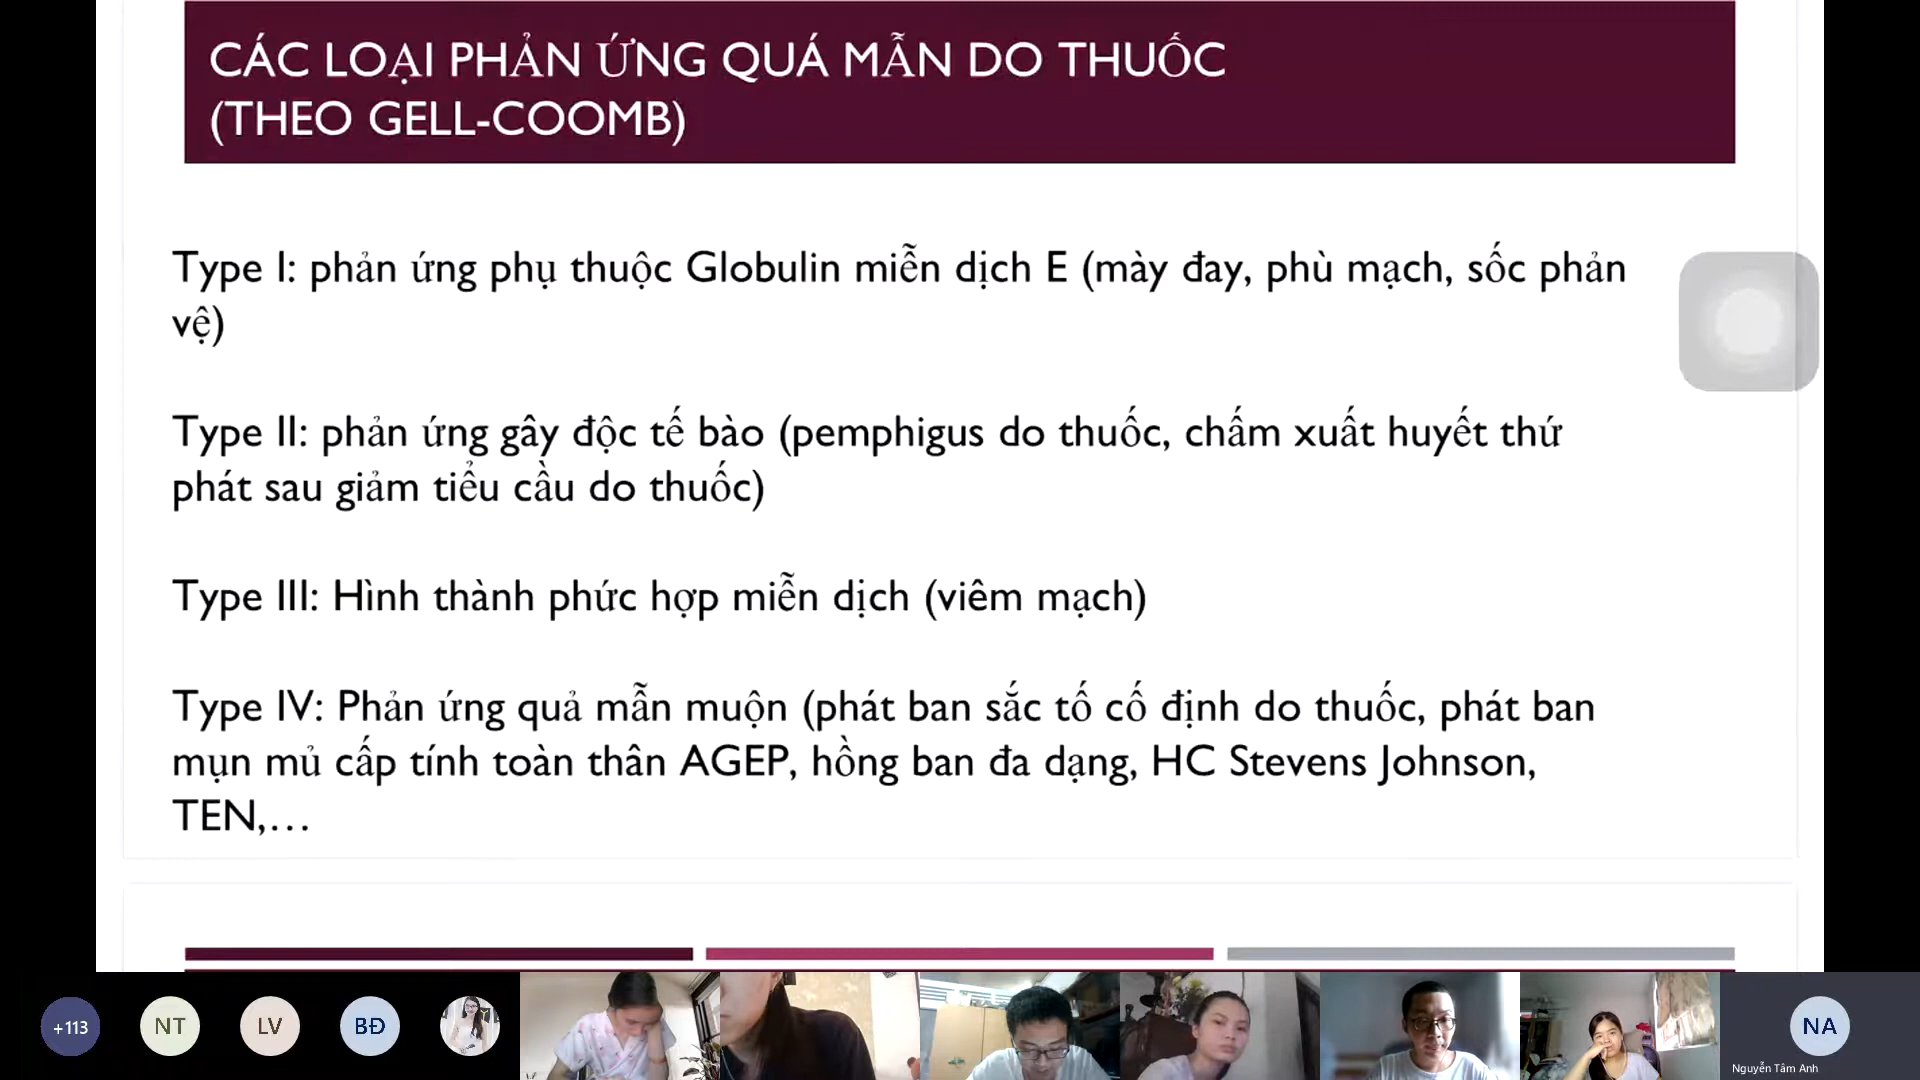 CÁC LOẠI PHẢN ỨNG QUÁ MẪN DO THUỐC
(THEO GELL-COOMB)
Type I: phản ứng phụ thuộc Globulin miễn dịch E (mày đay, phù mạch, sốc phản
vệ)
Type II: phản ứng gây độc tế bào (pemphigus do thuốc, chấm xuất huyết thứ
phát sau giảm tiểu cầu do thuốc)
Type III: Hình thành phức hợp miễn dịch (viêm mạch)
Type IV: Phản ứng quả mẫn muộn (phát ban sắc tố cố định do thuốc, phát ban
mụn mủ cấp tính toàn thân AGEP, hồng ban đa dạng, HC Stevens Johnson,
TEN,…
+113
NT
LV
BĐ
NA
Nguyễn Tâm Anh